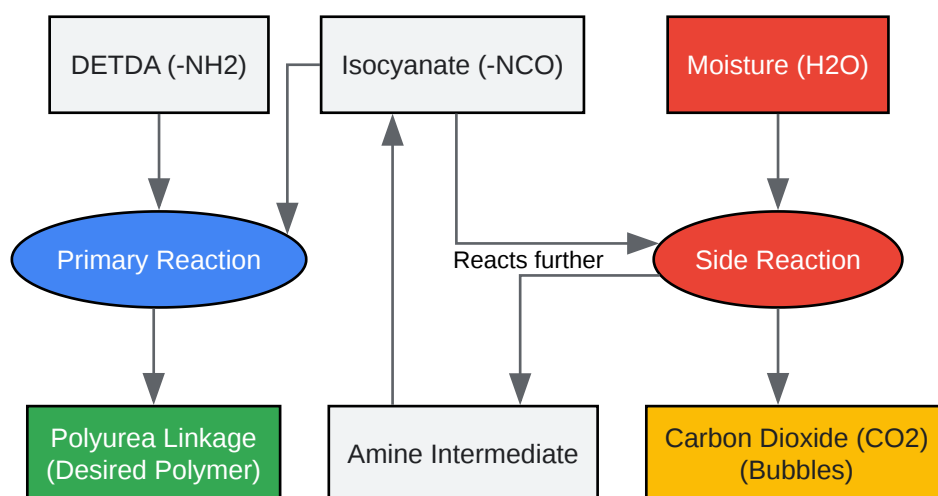 DETDA (-NH2)
Isocyanate (-NCO)
Moisture (H2O)
Primary Reaction
Reacts further
Side Reaction
Polyurea Linkage
(Desired Polymer)
Amine Intermediate
Carbon Dioxide (CO2)
(Bubbles)